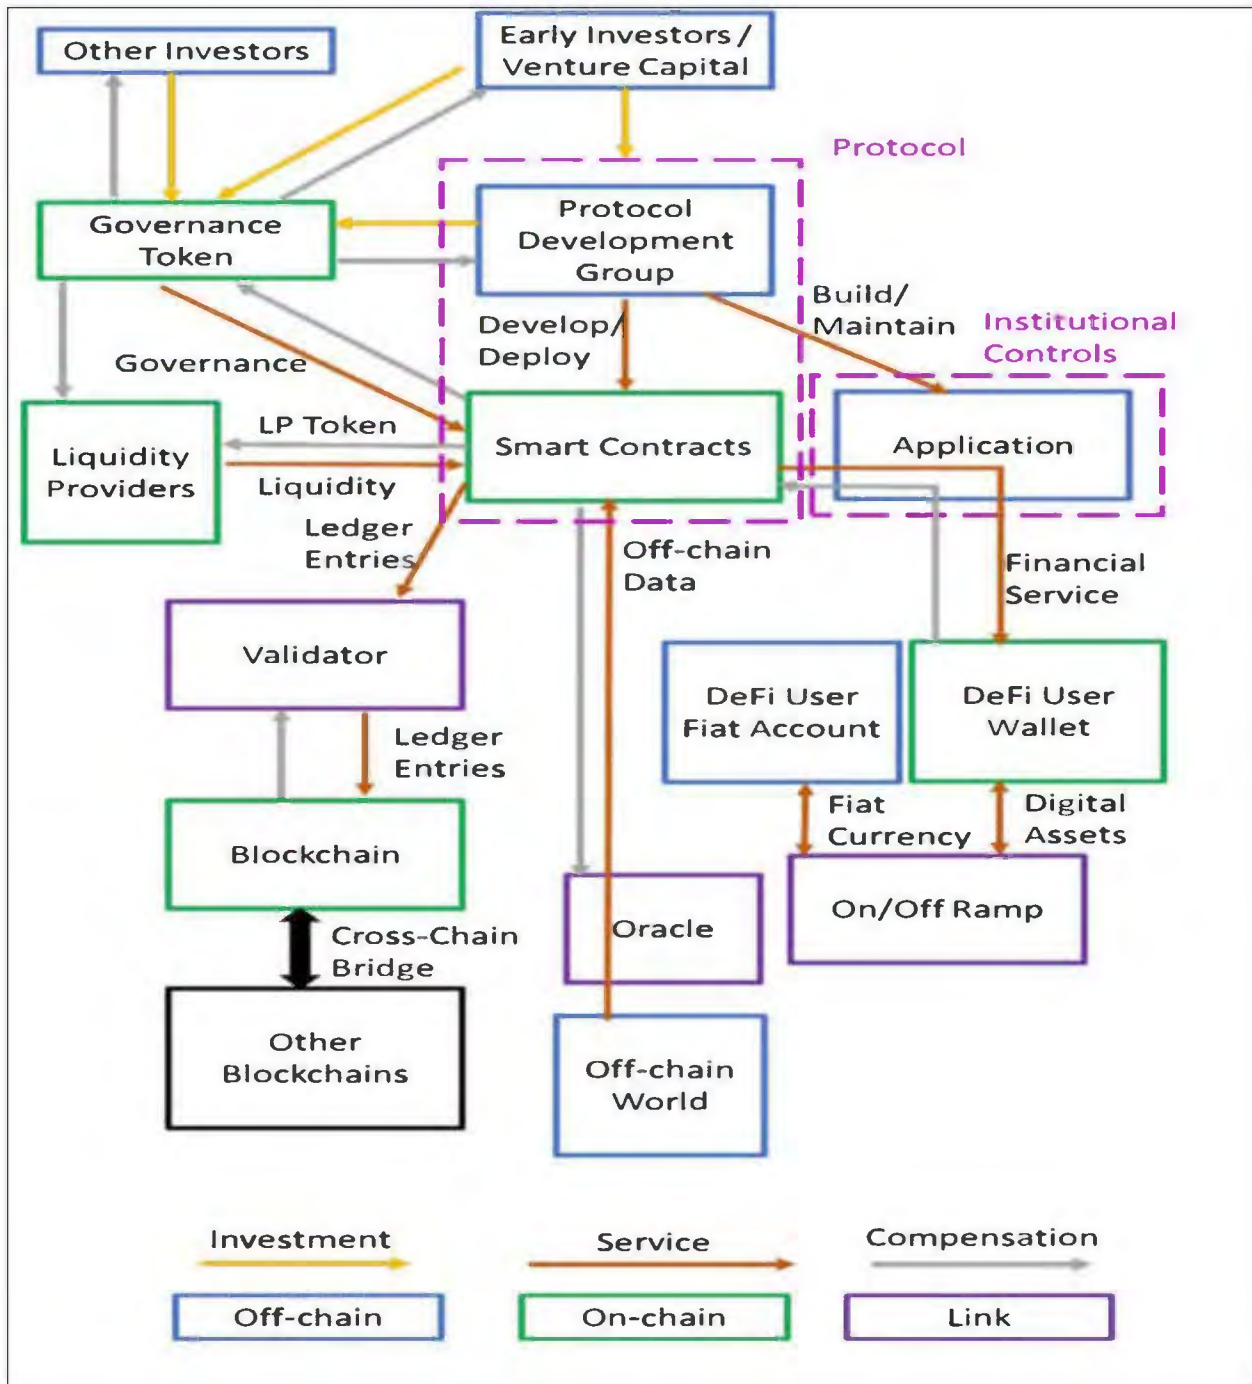 Other Investors
Early Investors /
Venture Capital
Protocol
Governance
Token
Protocol
Development
Group
Build/
Maintain
Institutional
Controls
Develop/
Deploy
Governance
LP Token
Liquidity
Providers
Liquidity
Smart Contracts
Application
Ledger
Entries
Off-chain
Data
Financial
Service
Validator
DeFi User
Fiat Account
DeFi User
Wallet
Ledger
Entries
Fiat
Currency
Digital
Assets
Blockchain
Oracle
On/Off Ramp
Cross-Chain
Bridge
Other
Blockchains
Off-chain
World
Investment
Service
Compensation
Off-chain
On-chain
Link